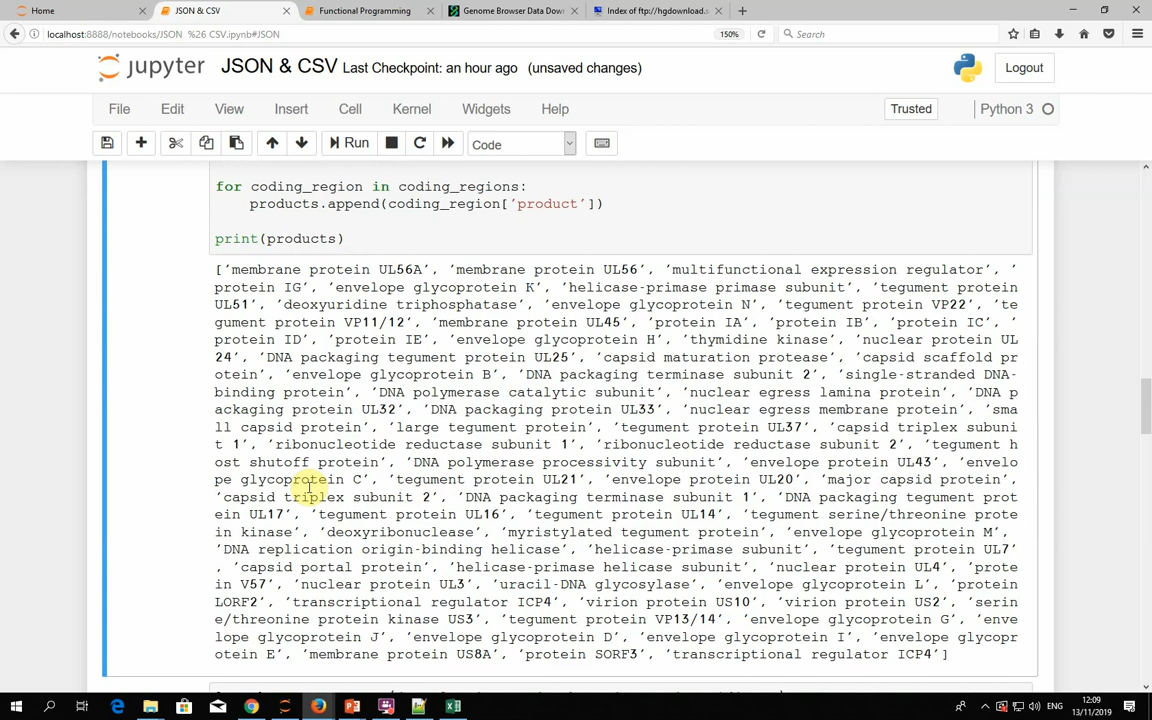 Home
JSON & CSV
Functional Programming
Genome Browser Data Dow
Index of ftp://hgdownload.s
localhost:8888/notebooks/JSON %26 CSV.ipynb#JSON
150%
Search
jupyter JSON & CSV Last Checkpoint: an hour ago (unsaved changes)
Logout
File Edit View Insert Cell Kernel Widgets Help
Trusted
Python 3
Run
Code
for coding_region in coding_regions:
products.append(coding_region['product'])
print(products)
['membrane protein UL56A', 'membrane protein UL56', 'multifunctional expression regulator', '
protein IG', 'envelope glycoprotein K', 'helicase-primase primase subunit', 'tegument protein
UL51', 'deoxyuridine triphosphatase', 'envelope glycoprotein N', 'tegument protein VP22', 'te
gument protein VP11/12', 'membrane protein UL45', 'protein IA', 'protein IB', 'protein IC', '
protein ID', 'protein IE', 'envelope glycoprotein H', 'thymidine kinase', 'nuclear protein UL
24', 'DNA packaging tegument protein UL25', 'capsid maturation protease', 'capsid scaffold pr
otein', 'envelope glycoprotein B', 'DNA packaging terminase subunit 2', 'single-stranded DNA-
binding protein', 'DNA polymerase catalytic subunit', 'nuclear egress lamina protein', 'DNA p
ackaging protein UL32', 'DNA packaging protein UL33', 'nuclear egress membrane protein', 'sma
ll capsid protein', 'large tegument protein', 'tegument protein UL37', 'capsid triplex subuni
t 1', 'ribonucleotide reductase subunit 1', 'ribonucleotide reductase subunit 2', 'tegument h
ost shutoff protein', 'DNA polymerase processivity subunit', 'envelope protein UL43', 'envelo
pe glycoprotein C', 'tegument protein UL21', 'envelope protein UL20', 'major capsid protein',
'capsid triplex subunit 2', 'DNA packaging terminase subunit 1', 'DNA packaging tegument prot
ein UL17', 'tegument protein UL16', 'tegument protein UL14', 'tegument serine/threonine prote
in kinase', 'deoxyribonuclease', 'myristylated tegument protein', 'envelope glycoprotein M',
'DNA replication origin-binding helicase', 'helicase-primase subunit', 'tegument protein UL7'
, 'capsid portal protein', 'helicase-primase helicase subunit', 'nuclear protein UL4', 'prote
in V57', 'nuclear protein UL3', 'uracil-DNA glycosylase', 'envelope glycoprotein L', 'protein
LORF2', 'transcriptional regulator ICP4', 'virion protein US10', 'virion protein US2', 'serin
e/threonine protein kinase US3', 'tegument protein VP13/14', 'envelope glycoprotein G', 'enve
lope glycoprotein J', 'envelope glycoprotein D', 'envelope glycoprotein I', 'envelope glycopr
otein E', 'membrane protein US8A', 'protein SORF3', 'transcriptional regulator ICP4']
ENG
12:09
13/11/2019